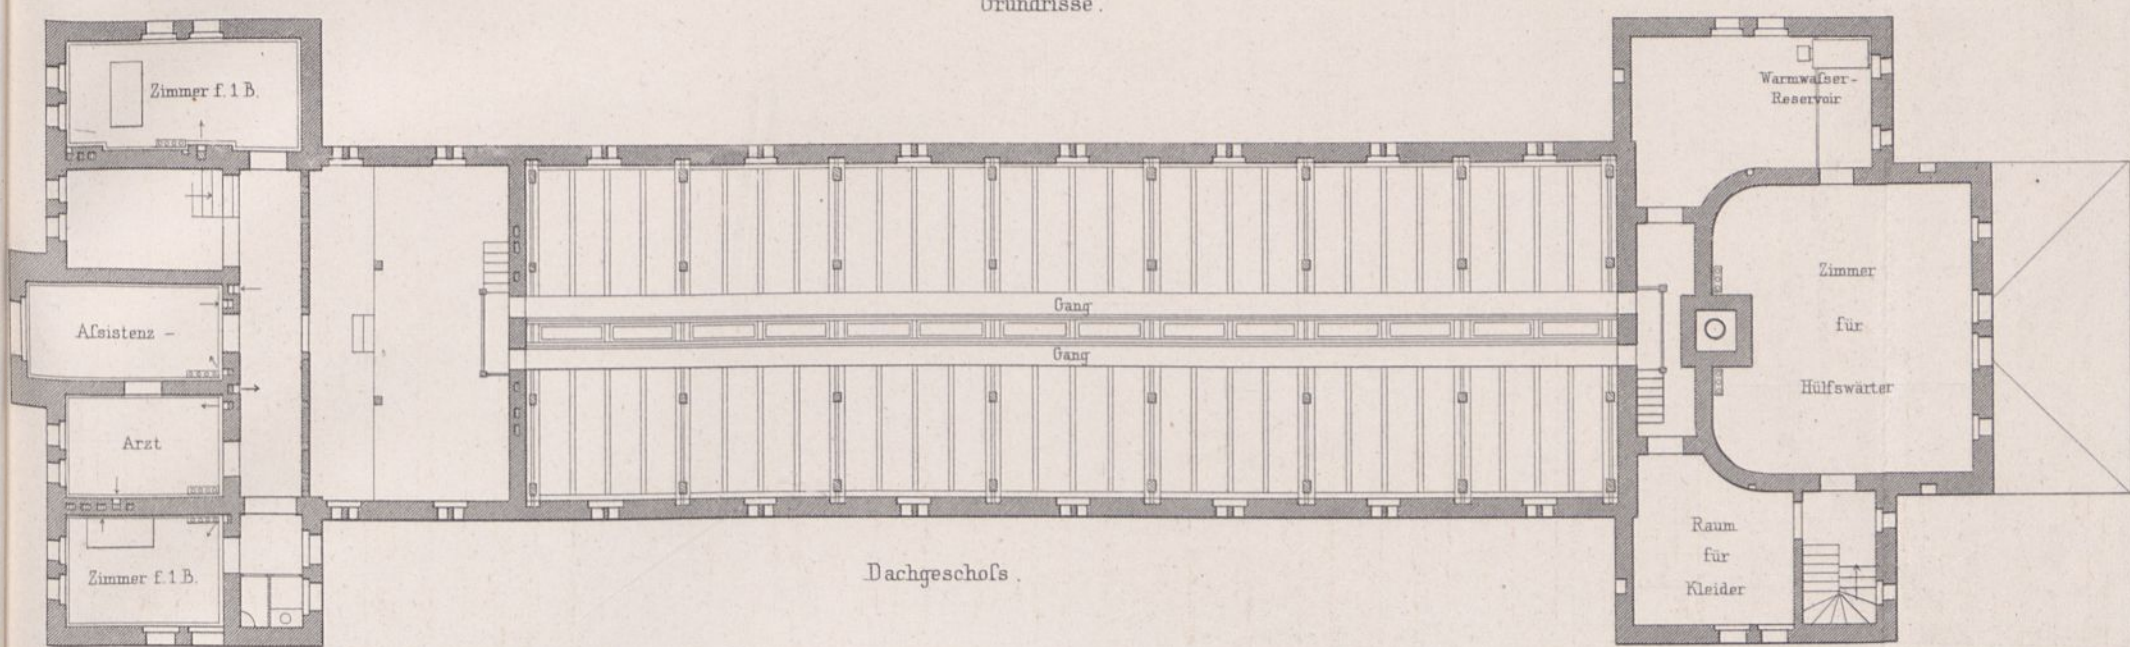 Grundrisse.
Zimmer f. 1 B.
Warmwaſser-
Reservoir
Aſsistenz -
Arzt
Zimmer f. 1 B.
Gang
Gang
Zimmer
für
Hülfswärter
Raum
für
Kleider
Dachgeschoſs.